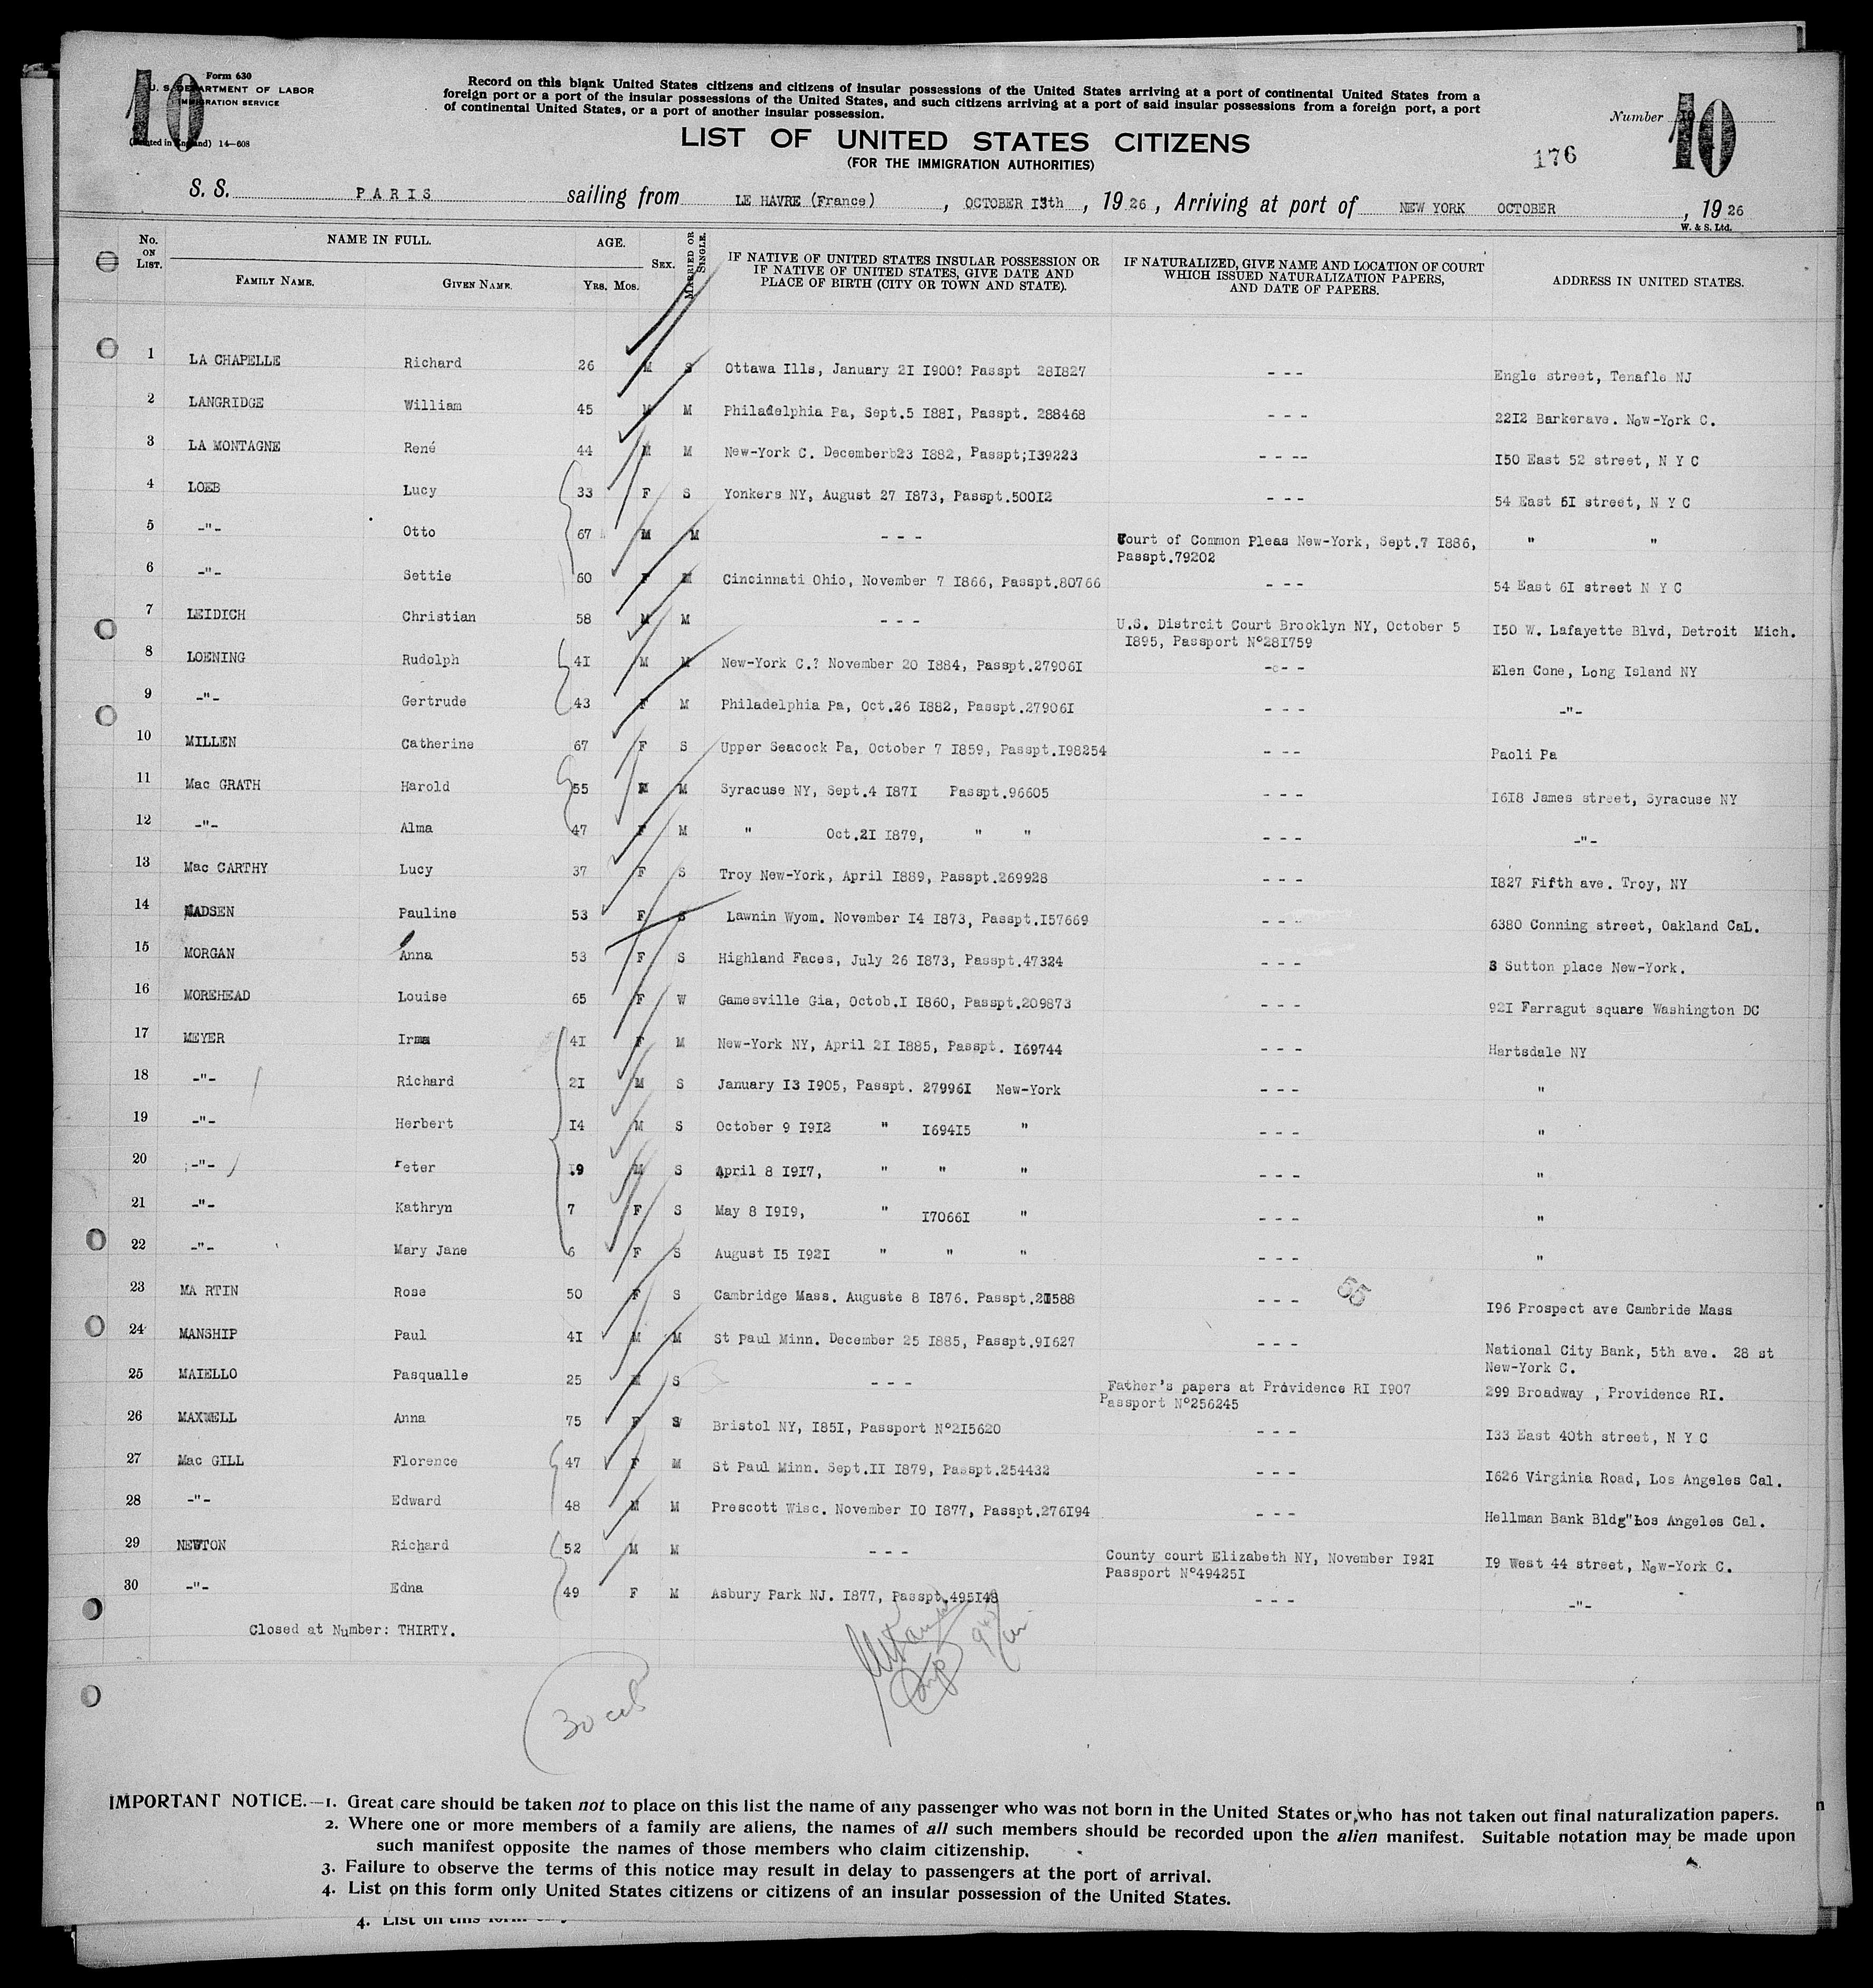 10 Form 630
U. S. DEPARTMENT OF LABOR
IMMIGRATION SERVICE
(Printed in England) 14—608
Record on this blank United States citizens and citizens of insular possessions of the United States arriving at a port of continental United States from a
foreign port or a port of the insular possessions of the United States, and such citizens arriving at a port of said insular possessions from a foreign port, a port
of continental United States, or a port of another insular possession.
Number 10
LIST OF UNITED STATES CITIZENS
(FOR THE IMMIGRATION AUTHORITIES)
176
S. S. PARIS sailing from LE HAVRE (France) , OCTOBER I3th , 19 26 , Arriving at port of NEW YORK OCTOBER , 19 26
W. & S. Ltd.
No. ON LIST. NAME IN FULL. FAMILY NAME. GIVEN NAME. AGE. YRS. MOS. SEX. MARRIED OR SINGLE. IF NATIVE OF UNITED STATES INSULAR POSSESSION OR IF NATIVE OF UNITED STATES, GIVE DATE AND PLACE OF BIRTH (CITY OR TOWN AND STATE). IF NATURALIZED, GIVE NAME AND LOCATION OF COURT WHICH ISSUED NATURALIZATION PAPERS, AND DATE OF PAPERS. ADDRESS IN UNITED STATES.
1 LA CHAPELLE Richard 26 M S Ottawa Ills, January 2I I900? Passpt 28I827 - - - Engle street, Tenafle NJ
2 LANGRIDGE William 45 M M Philadelphia Pa, Sept.5 I88I, Passpt. 288468 - - - 22I2 Barkerave. New-York C.
3 LA MONTAGNE René 44 M M New-York C. Decemberb23 I882, Passpt;I39223 - - -- I50 East 52 street, N Y C
4 LOEB Lucy 33 F S Yonkers NY, August 27 I873, Passpt.500I2 - - - 54 East 6I street, N Y C
5 -"- Otto 67 M M - - - Court of Common Pleas New-York, Sept.7 I886, " "
Passpt.79202
6 -"- Settie 60 F M Cincinnati Ohio, November 7 I866, Passpt.80766 - - - 54 East 6I street N Y C
7 LEIDICH Christian 58 M M - - - U.S. Distrcit Court Brooklyn NY, October 5 I50 W. Lafayette Blvd, Detroit Mich.
I895, Passport N°28I759
8 LOENING Rudolph 4I M M New-York C.? November 20 I884, Passpt.27906I - - - Elen Cone, Long Island NY
9 -"- Gertrude 43 F M Philadelphia Pa, Oct.26 I882, Passpt.27906I - - - -"-
10 MILLEN Catherine 67 F S Upper Seacock Pa, October 7 I859, Passpt.I98254 - - - Paoli Pa
11 Mac GRATH Harold 55 M M Syracuse NY, Sept.4 I87I Passpt.96605 - - - I6I8 James street, Syracuse NY
12 -"- Alma 47 F M " Oct.2I I879, " " - - - -"-
13 Mac CARTHY Lucy 37 F S Troy New-York, April I889, Passpt.269928 - - - I827 Fifth ave. Troy, NY
14 MADSEN Pauline 53 F S Lawnin Wyom. November I4 I873, Passpt.I57669 - - - 6380 Conning street, Oakland CaL.
15 MORGAN Anna 53 F S Highland Faces, July 26 I873, Passpt.47324 - - - 3 Sutton place New-York.
16 MOREHEAD Louise 65 F W Gamesville Gia, Octob.I I860, Passpt.209873 - - - 92I Farragut square Washington DC
17 MEYER Irma 4I F M New-York NY, April 2I I885, Passpt. I69744 - - - Hartsdale NY
18 -"- Richard 2I M S January I3 I905, Passpt. 27996I New-York - - - "
19 -"- Herbert I4 M S October 9 I9I2 " I694I5 " - - - "
20 -"- Peter 9 M S April 8 I9I7, " " " - - - "
21 -"- Kathryn 7 F S May 8 I9I9, " I7066I " - - - "
22 -"- Mary Jane 6 F S August I5 I92I " " " - - - "
23 MA RTIN Rose 50 F S Cambridge Mass. Auguste 8 I876. Passpt.2I588 - - - 55 I96 Prospect ave Cambride Mass
24 MANSHIP Paul 4I M M St Paul Minn. December 25 I885, Passpt.9I627 - - - National City Bank, 5th ave. 28 st
New-York C.
25 MAIELLO Pasqualle 25 M S - - - Father's papers at Providence RI I907 299 Broadway , Providence RI.
Passport N°256245
26 MAXWELL Anna 75 F W Bristol NY, I85I, Passport N°2I5620 - - - I33 East 40th street, N Y C
27 Mac GILL Florence 47 F M St Paul Minn. Sept.II I879, Passpt.254432 - - - I626 Virginia Road, Los Angeles Cal.
28 -"- Edward 48 M M Prescott Wisc. November I0 I877, Passpt.276I94 - - - Hellman Bank Bldg"Los Angeles Cal.
29 NEWTON Richard 52 M M - - - County court Elizabeth NY, November I92I I9 West 44 street, New-York C.
Passport N°49425I
30 -"- Edna 49 F M Asbury Park NJ. I877, Passpt.495I48 - - - -"-
Closed at Number: THIRTY.
30
IMPORTANT NOTICE.—1. Great care should be taken not to place on this list the name of any passenger who was not born in the United States or who has not taken out final naturalization papers.
2. Where one or more members of a family are aliens, the names of all such members should be recorded upon the alien manifest. Suitable notation may be made upon
such manifest opposite the names of those members who claim citizenship.
3. Failure to observe the terms of this notice may result in delay to passengers at the port of arrival.
4. List on this form only United States citizens or citizens of an insular possession of the United States.
4. List on this form